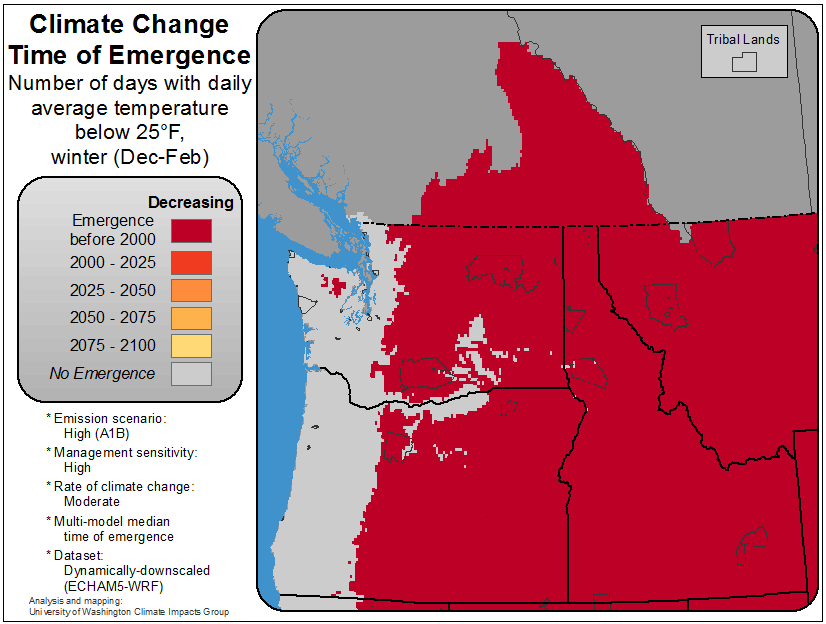 Climate Change
Time of Emergence
Number of days with daily
average temperature
below 25°F,
winter (Dec-Feb)
Decreasing
Emergence
before 2000
2000 - 2025
2025 - 2050
2050 - 2075
2075 - 2100
No Emergence
* Emission scenario:
High (A1B)
* Management sensitivity:
High
* Rate of climate change:
Moderate
* Multi-model median
time of emergence
* Dataset:
Dynamically-downscaled
(ECHAM5-WRF)
Analysis and mapping:
University of Washington Climate Impacts Group
Tribal Lands